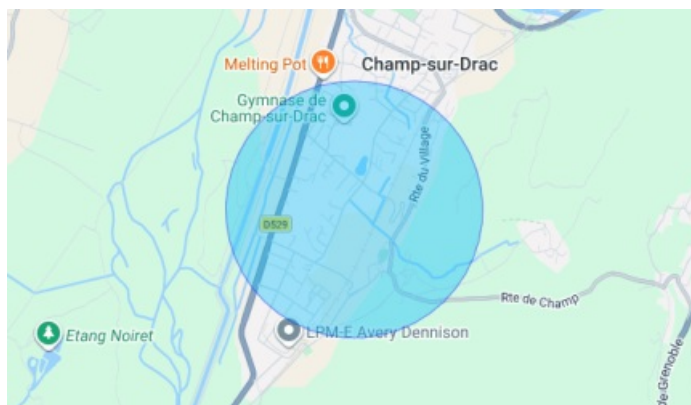 Melting Pot
Champ-sur-Drac
Gymnase de
Champ-sur-Drac
Rte du Village
D529
Rte de Champ
Etang Noiret
LPM-E Avery Dennison
de-Grenoble